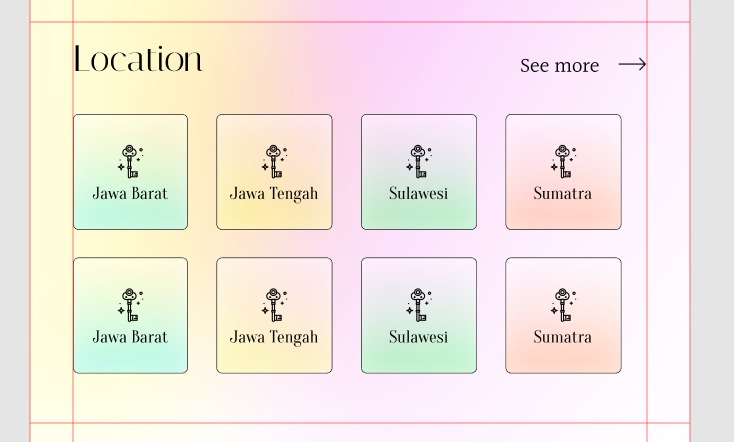 Location
See more
Jawa Barat
Jawa Tengah
Sulawesi
Sumatra
Jawa Barat
Jawa Tengah
Sulawesi
Sumatra